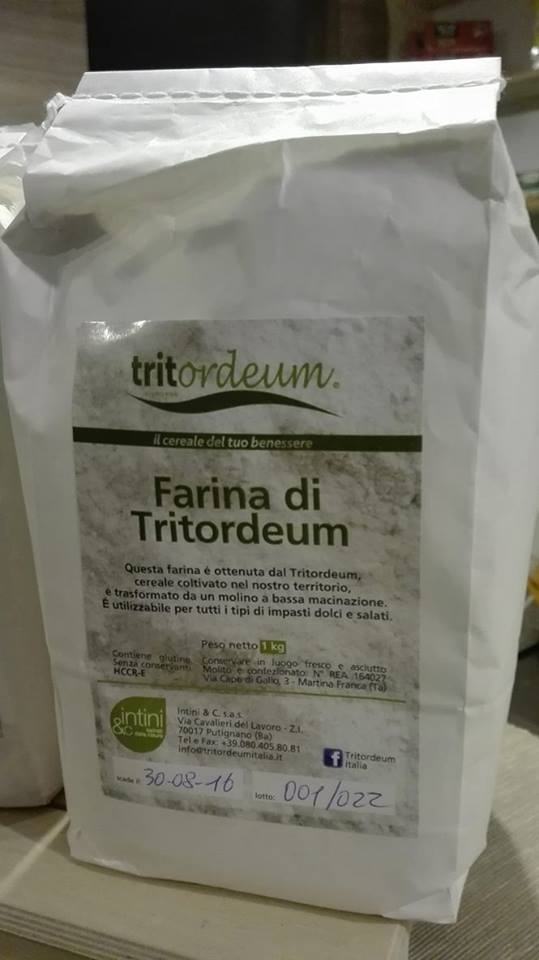 tritordeum®
il cereale del tuo benessere
Farina di
Tritordeum
Questa farina è ottenuta dal Tritordeum,
cereale coltivato nel nostro territorio,
è trasformato da un molino a bassa macinazione.
È utilizzabile per tutti i tipi di impasti dolci e salati.
Peso netto 1 kg
Contiene glutine
Senza conservanti
HCCR-E
Conservare in luogo fresco e asciutto
Molito e confezionato: N° REA 164027
Via Capo di Gallo, 3 - Martina Franca (Ta)
intini
&c
Intini & C. s.a.s.
Via Cavalieri del Lavoro - Z.I.
70017 Putignano (Ba)
Tel e Fax: +39.080.405.80.81
info@tritordeumitalia.it
f Tritordeum
Italia
scade il: 30-08-16
lotto: 001/022